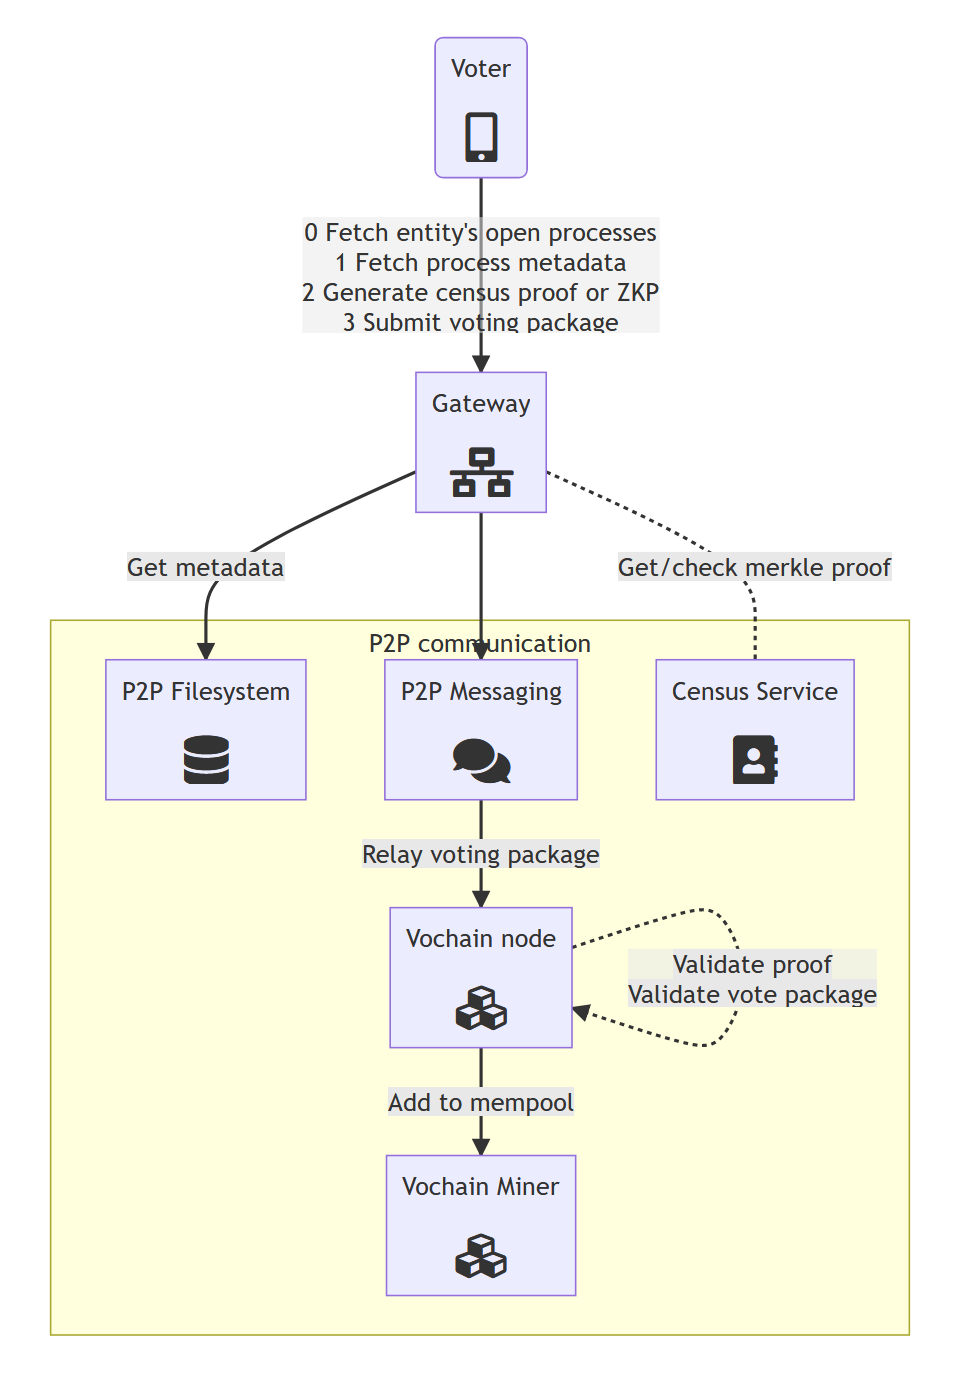 Voter
0 Fetch entity's open processes
1 Fetch process metadata
2 Generate census proof or ZKP
3 Submit voting package
Gateway
Get metadata
Get/check merkle proof
P2P communication
P2P Filesystem
P2P Messaging
Census Service
Relay voting package
Vochain node
Validate proof
Validate vote package
Add to mempool
Vochain Miner